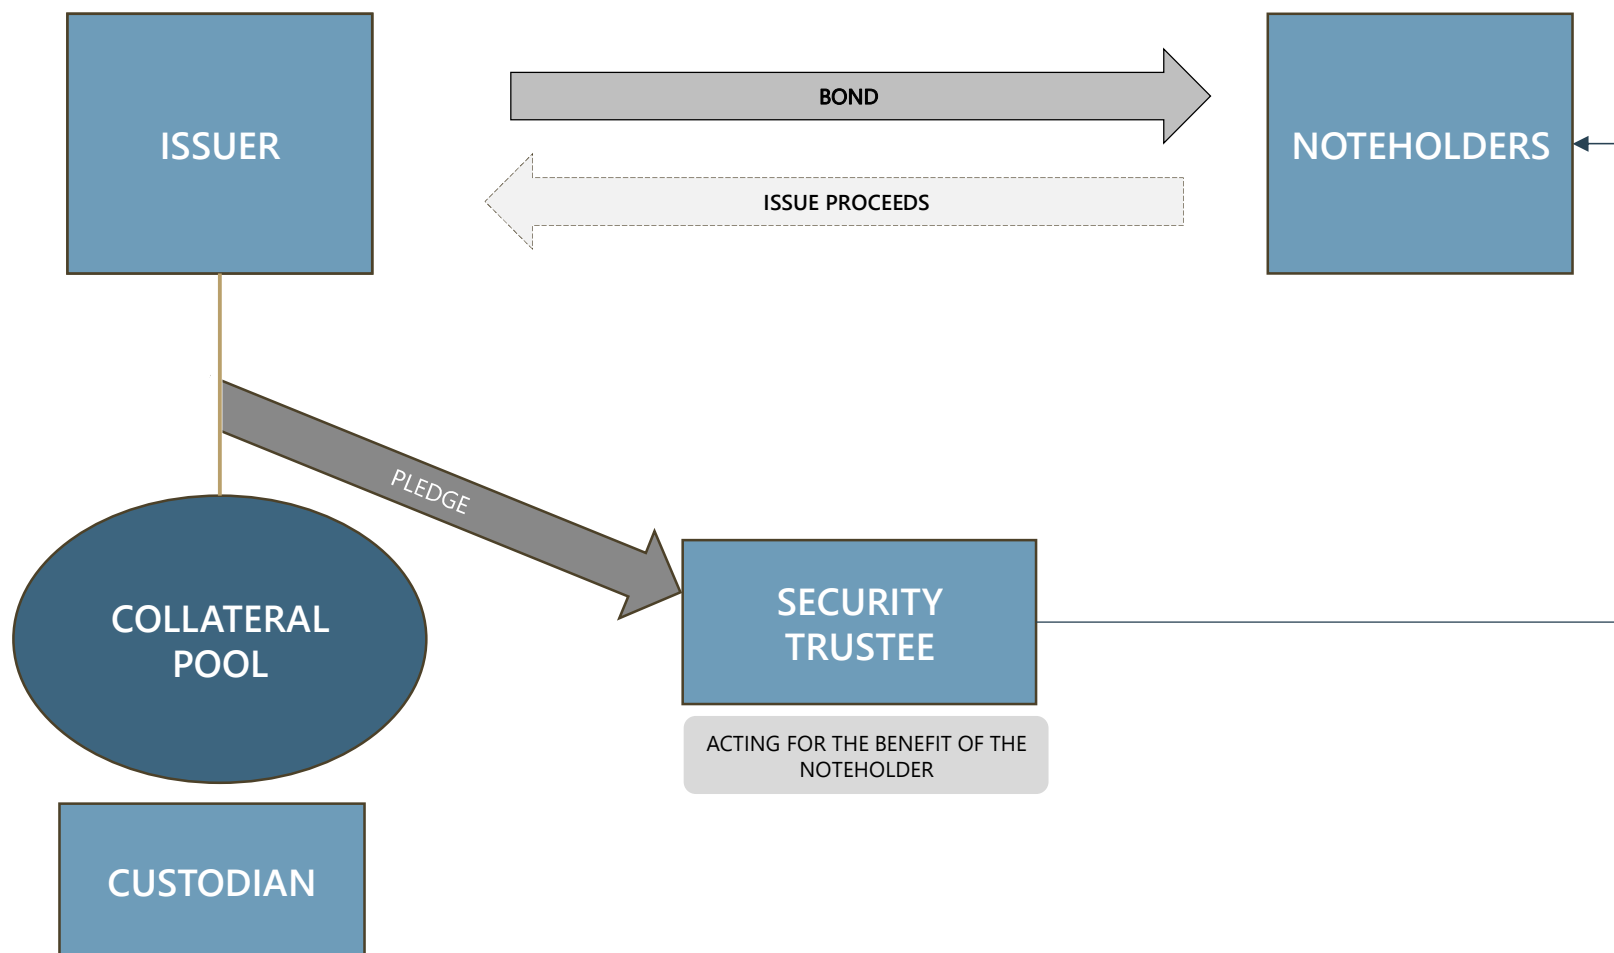 ISSUER
BOND
ISSUE PROCEEDS
NOTEHOLDERS
PLEDGE
COLLATERAL
POOL
SECURITY
TRUSTEE
ACTING FOR THE BENEFIT OF THE
NOTEHOLDER
CUSTODIAN